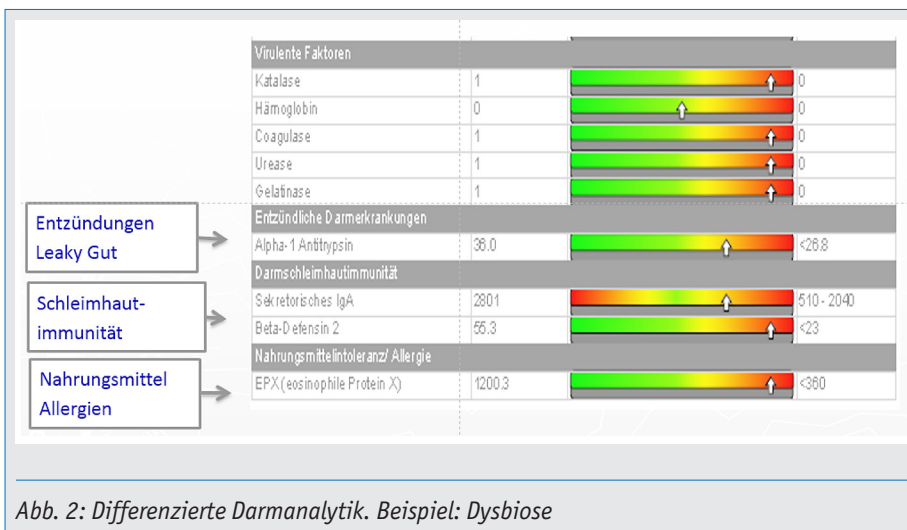 Virulente Faktoren
Katalase 1 0
Hämoglobin 0 0
Coagulase 1 0
Urease 1 0
Gelatinase 1 0
Entzündungen
Leaky Gut
Entzündliche Darmerkrankungen
Alpha-1 Antitrypsin 36.0 <26.8
Schleimhaut-
immunität
Darmschleimhautimmunität
Sekretorisches IgA 2801 510 - 2040
Beta-Defensin 2 55.3 <23
Nahrungsmittel
Allergien
Nahrungsmittelintoleranz/ Allergie
EPX (eosinophile Protein X) 1200.3 <360
Abb. 2: Differenzierte Darmanalytik. Beispiel: Dysbiose